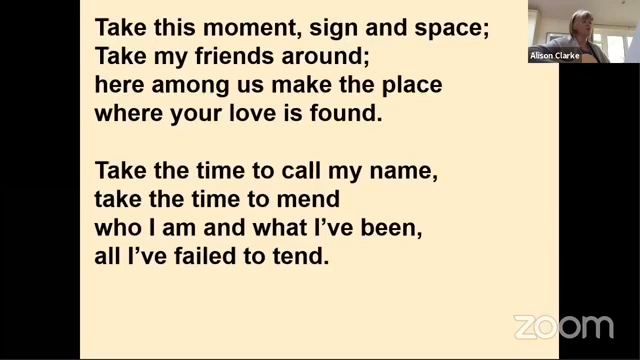 Take this moment, sign and space;
Take my friends around;
here among us make the place
where your love is found.

Take the time to call my name,
take the time to mend
who I am and what I’ve been,
all I’ve failed to tend.
Alison Clarke
zoom